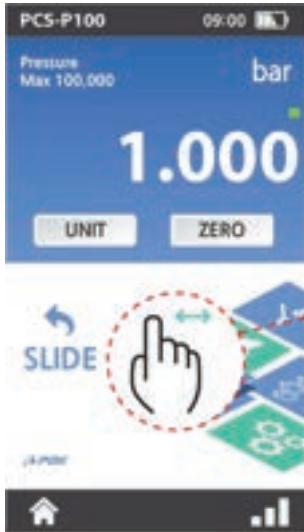 PCS-P100 09:00
Pressure
Max 100,000
bar
1.000
UNIT ZERO
SLIDE